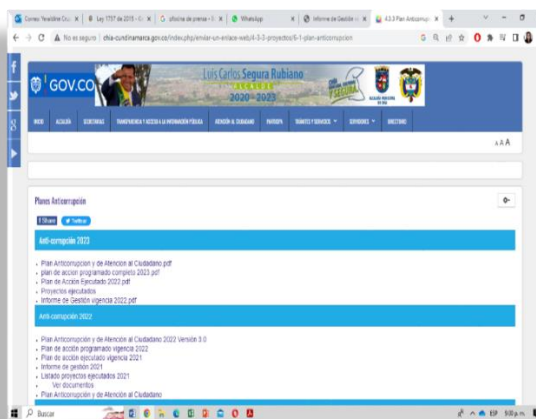 Ley 1757 de 2015
oficina de prensa
WhatsApp
Informe de Gestión
4.3.3 Plan Anticorrup
No es seguro | chia-cundinamarca.gov.co/index.php/enviar-un-enlace-web/4-3-3-proyectos/6-1-plan-anticorrupcion
GOV.CO
Luis Carlos Segura Rubiano
ALCALDE
2020 - 2023
INICIO ALCALDÍA SECRETARIAS TRANSPARENCIA Y ACCESO A LA INFORMACIÓN PÚBLICA ATENCIÓN AL CIUDADANO PARTICIPA TRÁMITES Y SERVICIOS SERVIDORES DIRECTORIO
A A A
Planes Anticorrupción
Share Twittear
Anti-corrupción 2023
Plan Anticorrupcion y de Atención al Ciudadano.pdf
plan de accion programado completo 2023.pdf
Plan de Acción Ejecutado 2022.pdf
Proyectos ejecutados
Informe de Gestión vigencia 2022.pdf
Anti-corrupción 2022
Plan Anticorrupción y de Atención al Ciudadano 2022 Versión 3.0
Plan de acción programado vigencia 2022
Plan de acción ejecutado vigencia 2021
Informe de gestión 2021
Listado proyectos ejecutados 2021
Ver documentos
Plan Anticorrupción y de Atención al Ciudadano
Buscar
ESP